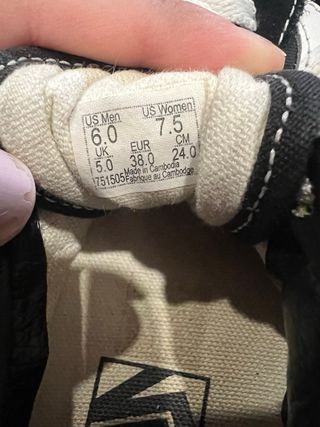 US Men US Women
6.0 7.5
UK EUR CM
5.0 38.0 24.0
Made in Cambodia
751505 Fabrique au Cambodge